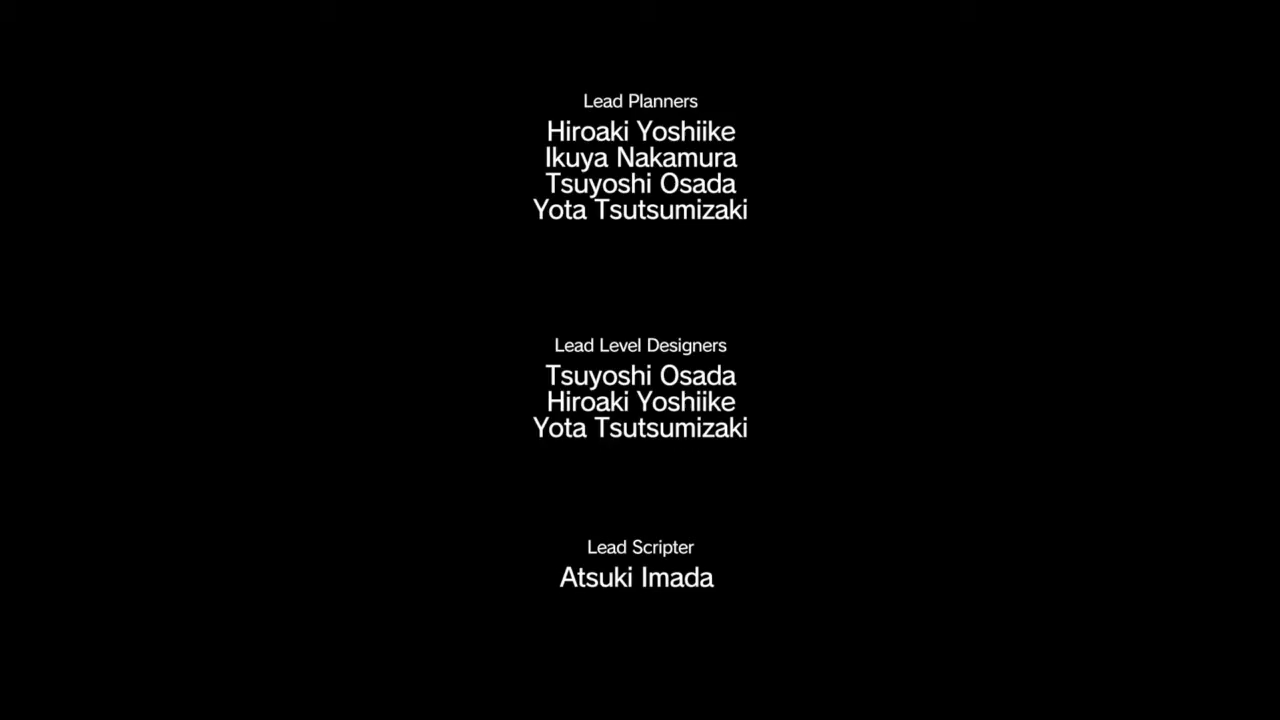 Lead Planners
Hiroaki Yoshiike
Ikuya Nakamura
Tsuyoshi Osada
Yota Tsutsumizaki
Lead Level Designers
Tsuyoshi Osada
Hiroaki Yoshiike
Yota Tsutsumizaki
Lead Scripter
Atsuki Imada